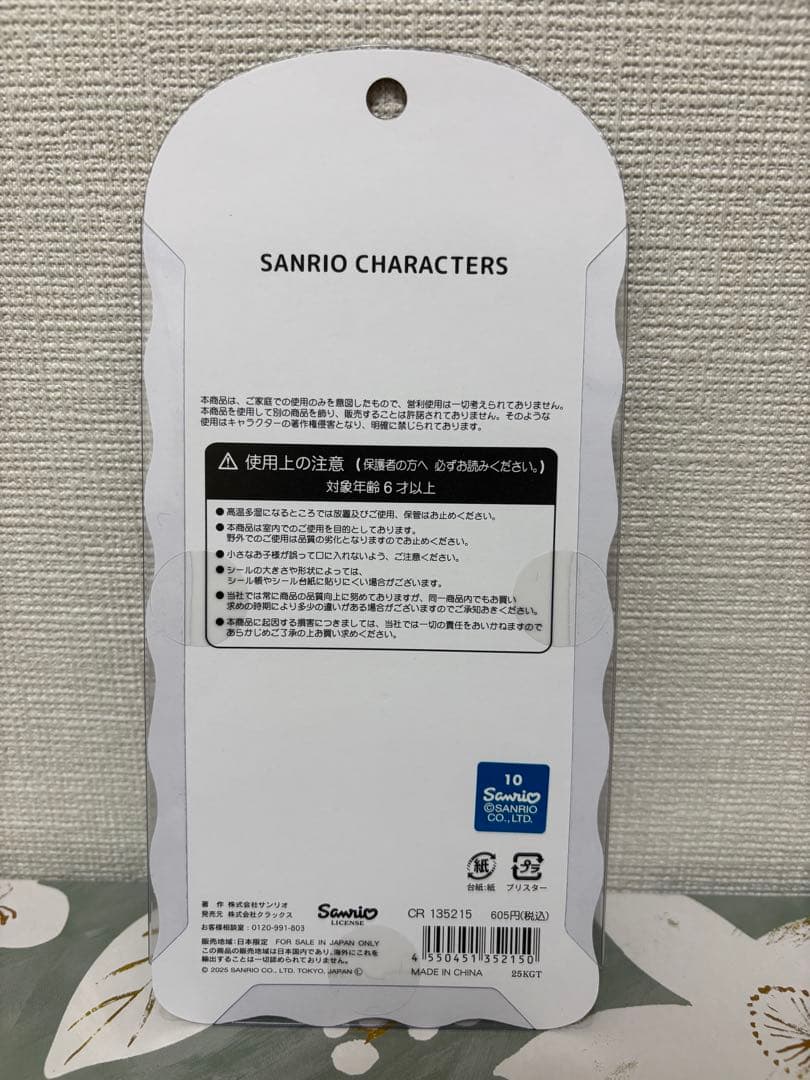 SANRIO CHARACTERS
本商品は、ご家庭での使用のみを意図したもので、営利使用は一切考えられておりません。
本商品を使用して別の商品を飾り、販売することは許諾されておりません。そのような
使用はキャラクターの著作権侵害となり、明確に禁じられております。
使用上の注意 (保護者の方へ 必ずお読みください。)
対象年齢6才以上
●高温多湿になるところでは放置及びご使用、保管はお止めください。
●本商品は室内でのご使用を目的としております。
野外でのご使用は品質の劣化となりますのでお止めください。
●小さなお子様が誤って口に入れないよう、ご注意ください。
●シールの大きさや形状によっては、
シール帳やシール台紙に貼りにくい場合がございます。
●当社では常に商品の品質向上に努めておりますが、同一商品内でもお買い
求めの時期により多少の違いがある場合がございますのでご承知おきください。
●本商品に起因する損害につきましては、当社では一切の責任をおいかねますので
あらかじめご了承の上お買い求めください。
10
Sanrio
©SANRIO
CO.,LTD.
紙
プラ
台紙:紙
ブリスター
著 作 株式会社サンリオ
発売元 株式会社クラックス
お客様相談室:0120-991-803
Sanrio
LICENSE
CR 135215 605円(税込)
販売地域:日本限定 FOR SALE IN JAPAN ONLY
この商品の販売地域は日本国内であり、海外にこれを
輸出することは一切認められておりません。
© 2025 SANRIO CO., LTD. TOKYO, JAPAN Ⓛ
4 550451 352150
MADE IN CHINA 25KGT